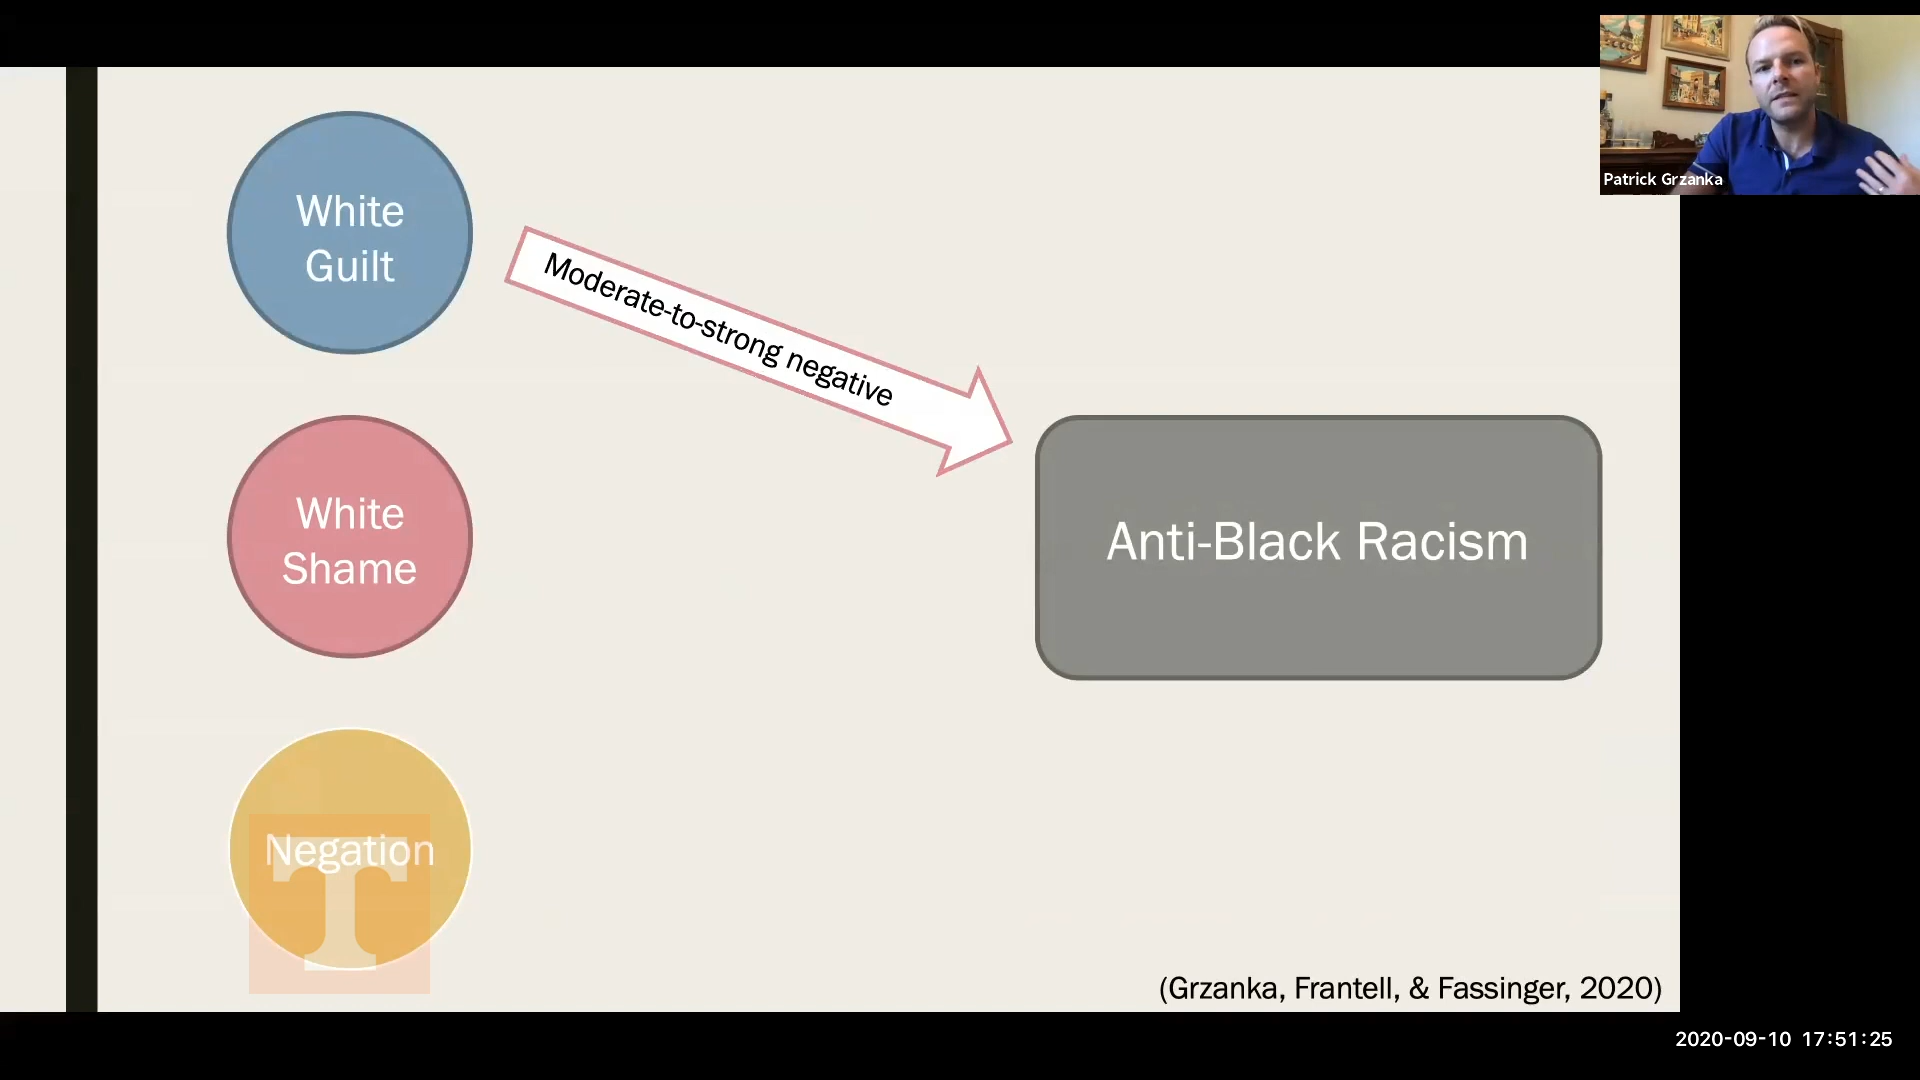 Patrick Grzanka
White
Guilt
Moderate-to-strong negative
White
Shame
Anti-Black Racism
Negation
T
(Grzanka, Frantell, & Fassinger, 2020)
2020-09-10 17:51:25